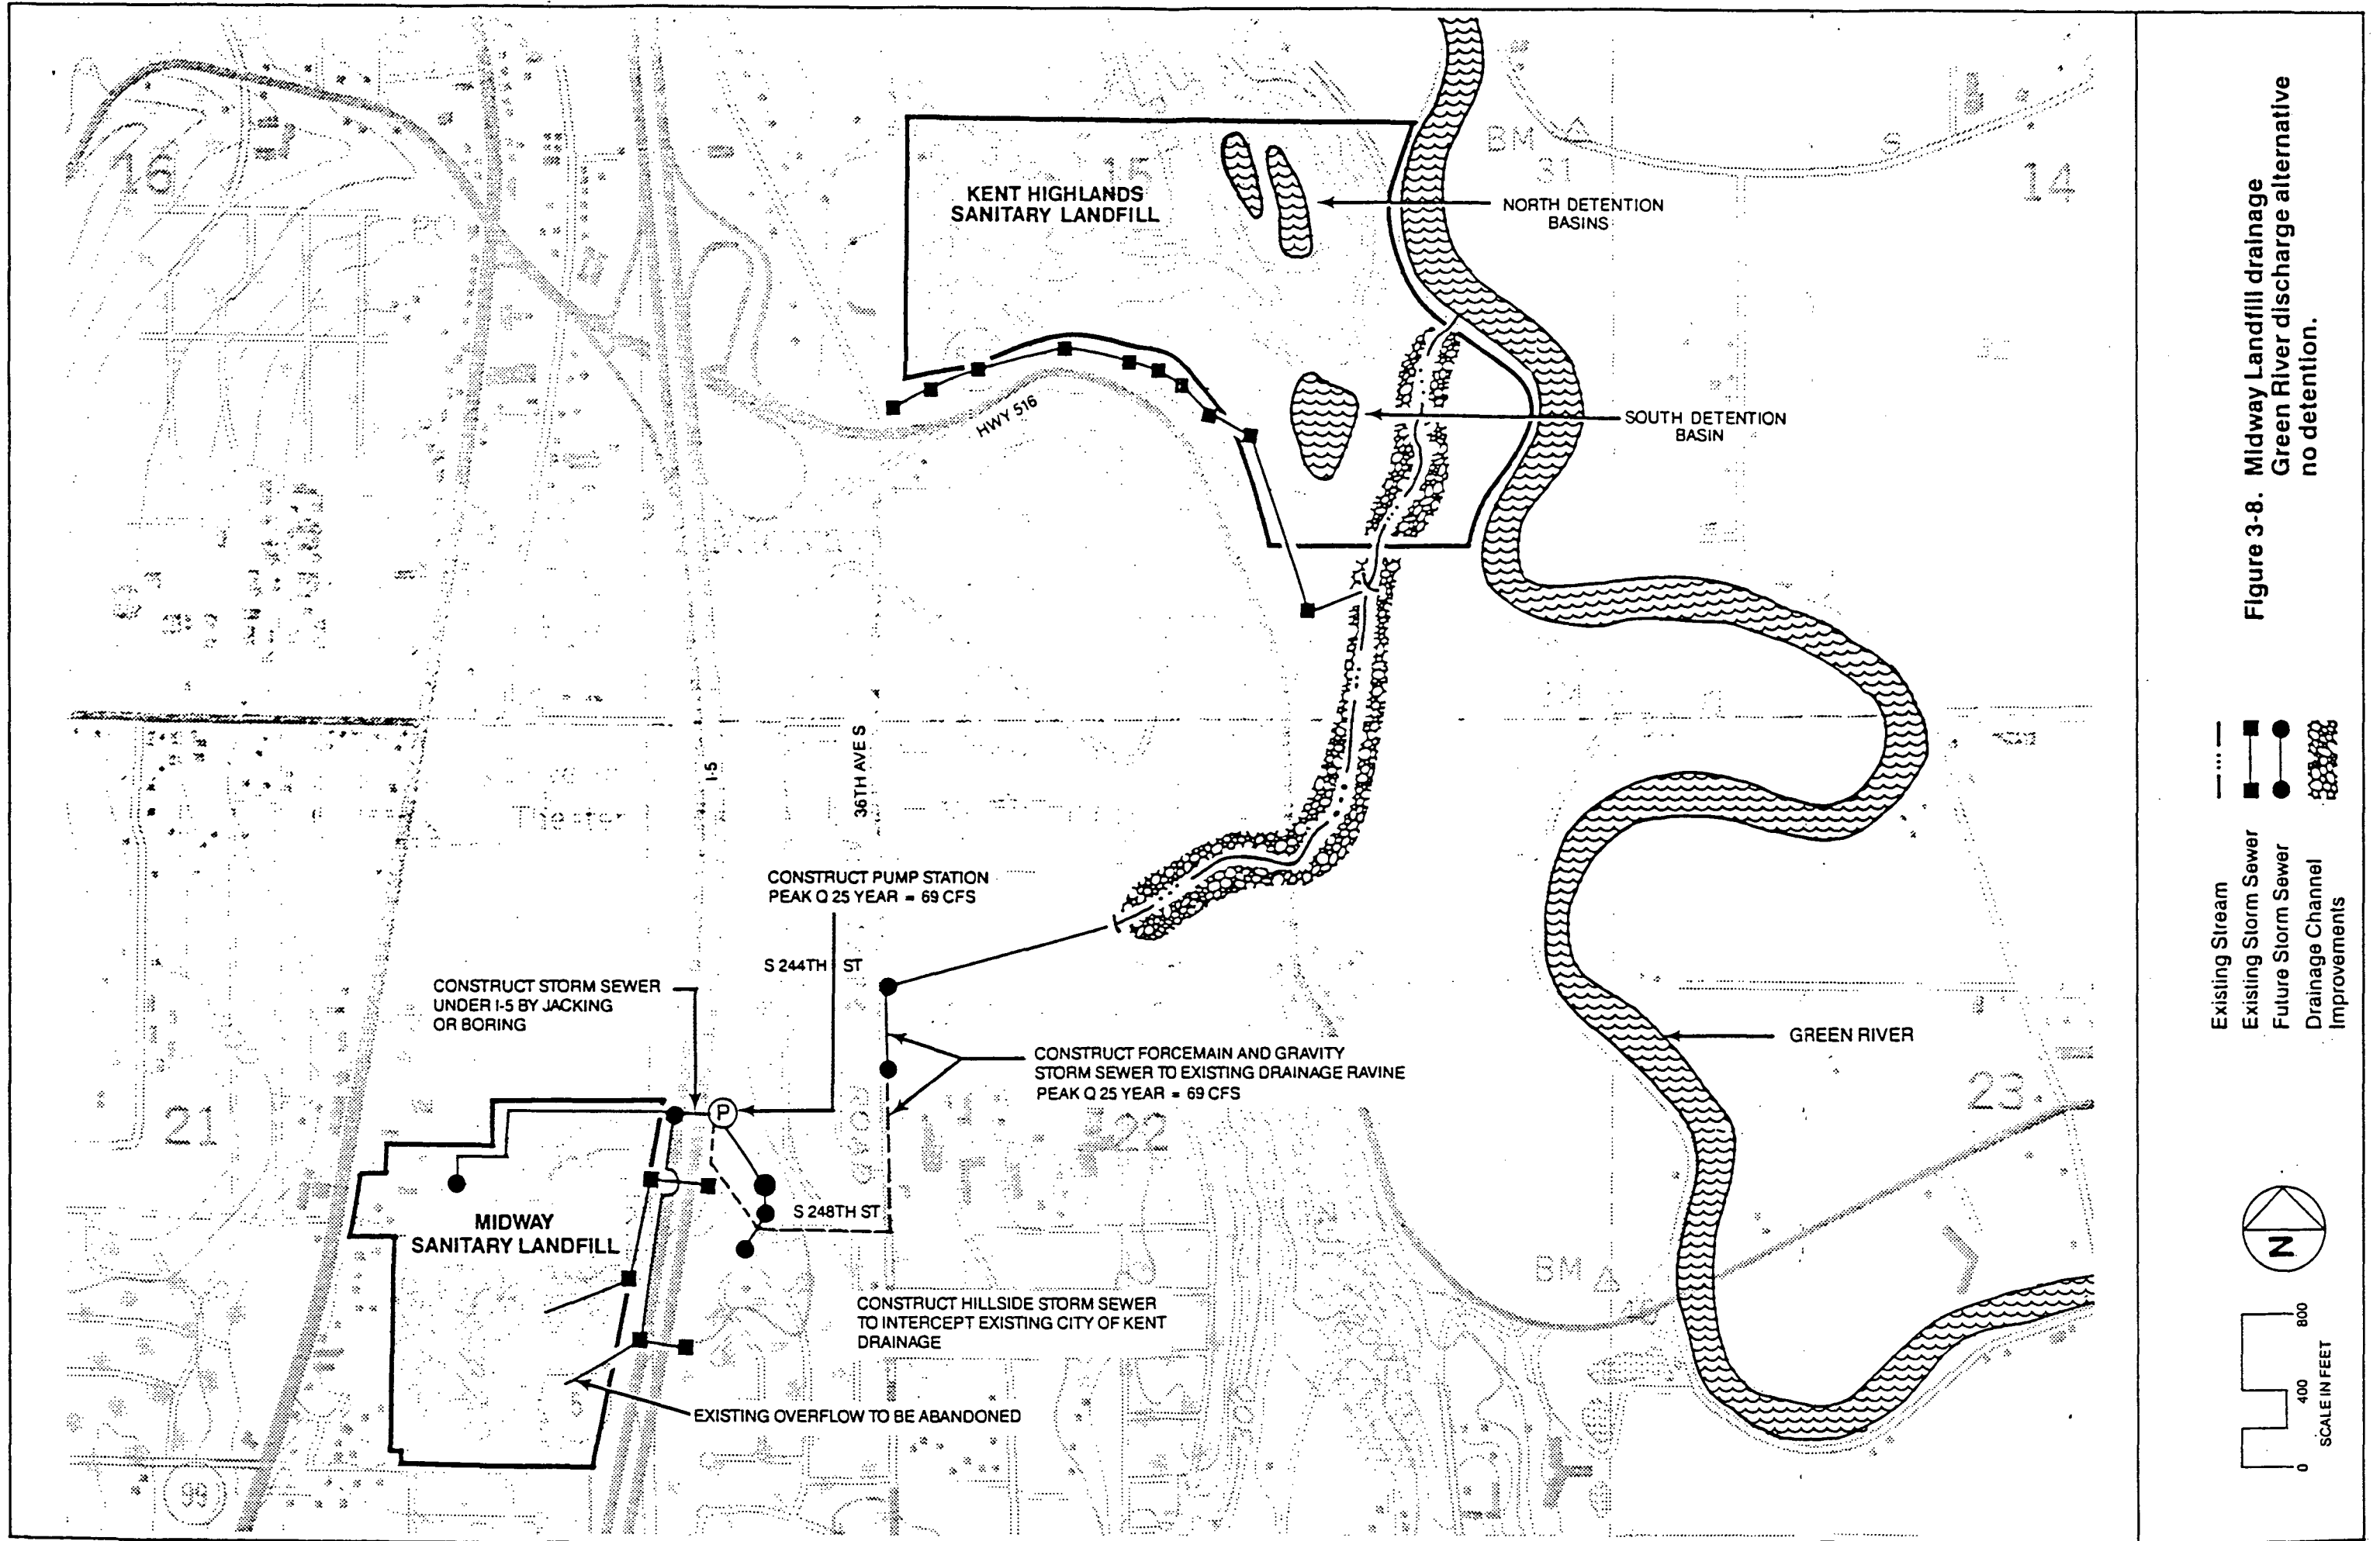 16
15
BM
31
S
14
KENT HIGHLANDS
SANITARY LANDFILL
NORTH DETENTION
BASINS
HWY 516
SOUTH DETENTION
BASIN
I-5
36TH AVE S
CONSTRUCT PUMP STATION
PEAK Q 25 YEAR = 69 CFS
S 244TH ST
CONSTRUCT STORM SEWER
UNDER I-5 BY JACKING
OR BORING
GREEN RIVER
CONSTRUCT FORCEMAIN AND GRAVITY
STORM SEWER TO EXISTING DRAINAGE RAVINE
PEAK Q 25 YEAR = 69 CFS
ROAD
21
P
22
23
MIDWAY
SANITARY LANDFILL
S 248TH ST
BM
CONSTRUCT HILLSIDE STORM SEWER
TO INTERCEPT EXISTING CITY OF KENT
DRAINAGE
EXISTING OVERFLOW TO BE ABANDONED
99
Figure 3-8. Midway Landfill drainage
Green River discharge alternative
no detention.
Existing Stream
Existing Storm Sewer
Future Storm Sewer
Drainage Channel
Improvements
N
0 400 800
SCALE IN FEET